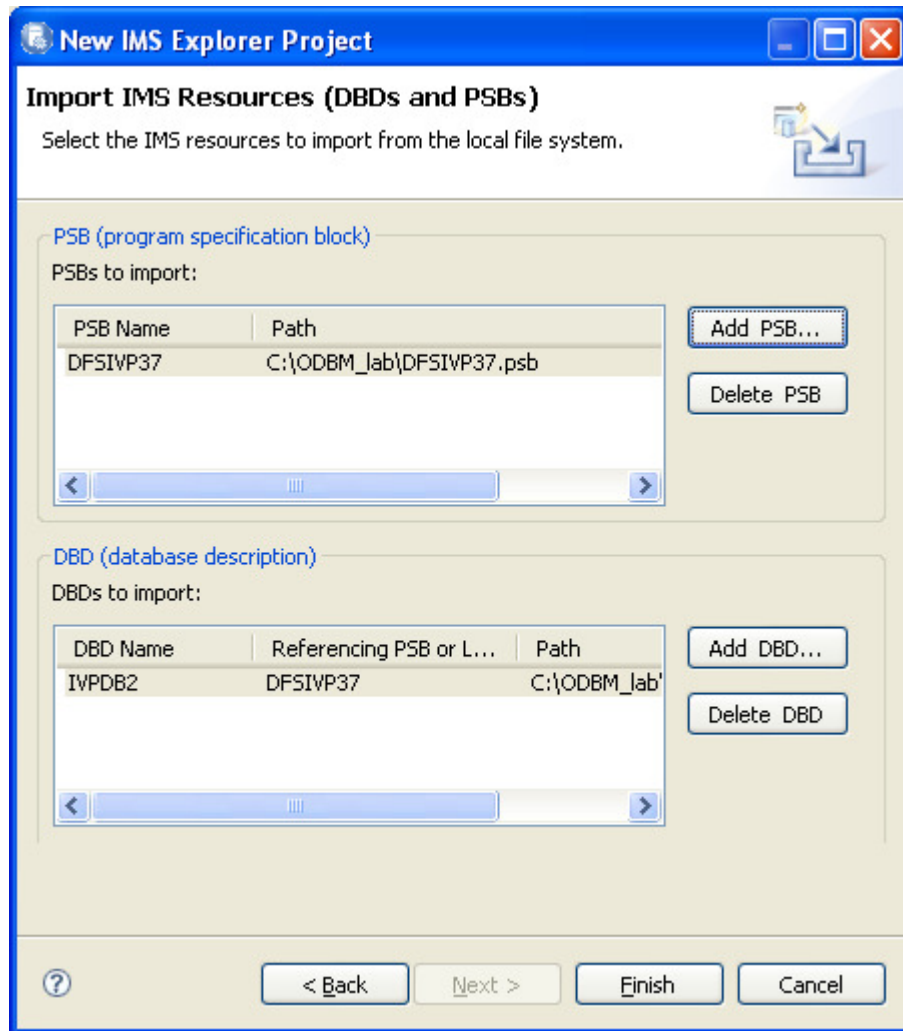 New IMS Explorer Project
Import IMS Resources (DBDs and PSBs)
Select the IMS resources to import from the local file system.
PSB (program specification block)
PSBs to import:
PSB Name Path
DFSIVP37 C:\ODBM_lab\DFSIVP37.psb
Add PSB...
Delete PSB
DBD (database description)
DBDs to import:
DBD Name Referencing PSB or L... Path
IVPDB2 DFSIVP37 C:\ODBM_lab'
Add DBD...
Delete DBD
? < Back Next > Finish Cancel